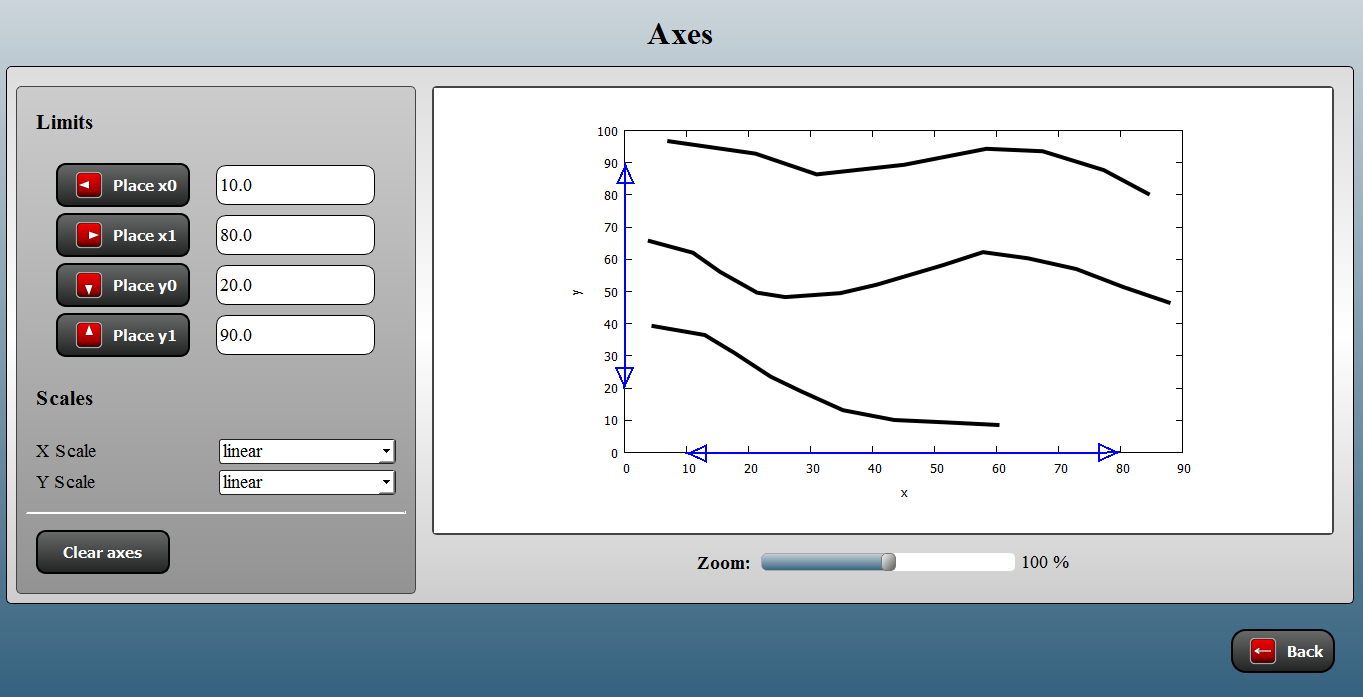 Axes
Limits
Place x0 10.0
Place x1 80.0
Place y0 20.0
Place y1 90.0
Scales
X Scale linear
Y Scale linear
Clear axes
100
90
80
70
60
50
40
30
20
10
0
y
0 10 20 30 40 50 60 70 80 90
x
Zoom: 100 %
Back